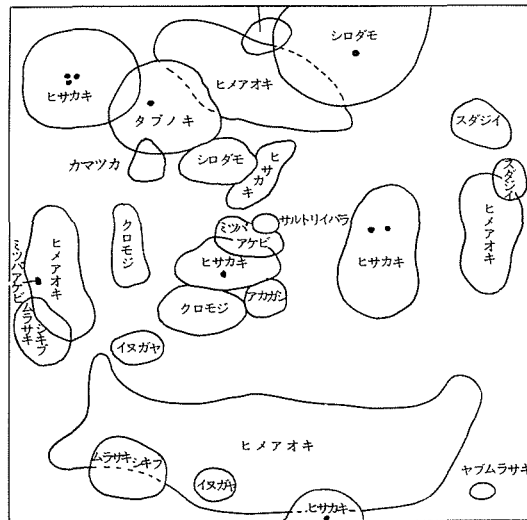 シロダモ
ヒサカキ
ヒメアオキ
タブノキ
スダジイ
カマツカ
シロダモ
ヒサカキ
スダジイ
ヒメアオキ
クロモジ
ミツバアケビ
サルトリイバラ
ヒサカキ
ヒサカキ
ミツバアケビ
ヒメアオキ
クロモジ
アカガシ
ムラサキシキブ
イヌガヤ
ヒメアオキ
ムラサキシキブ
イヌガヤ
ヒサカキ
ヤブムラサキ